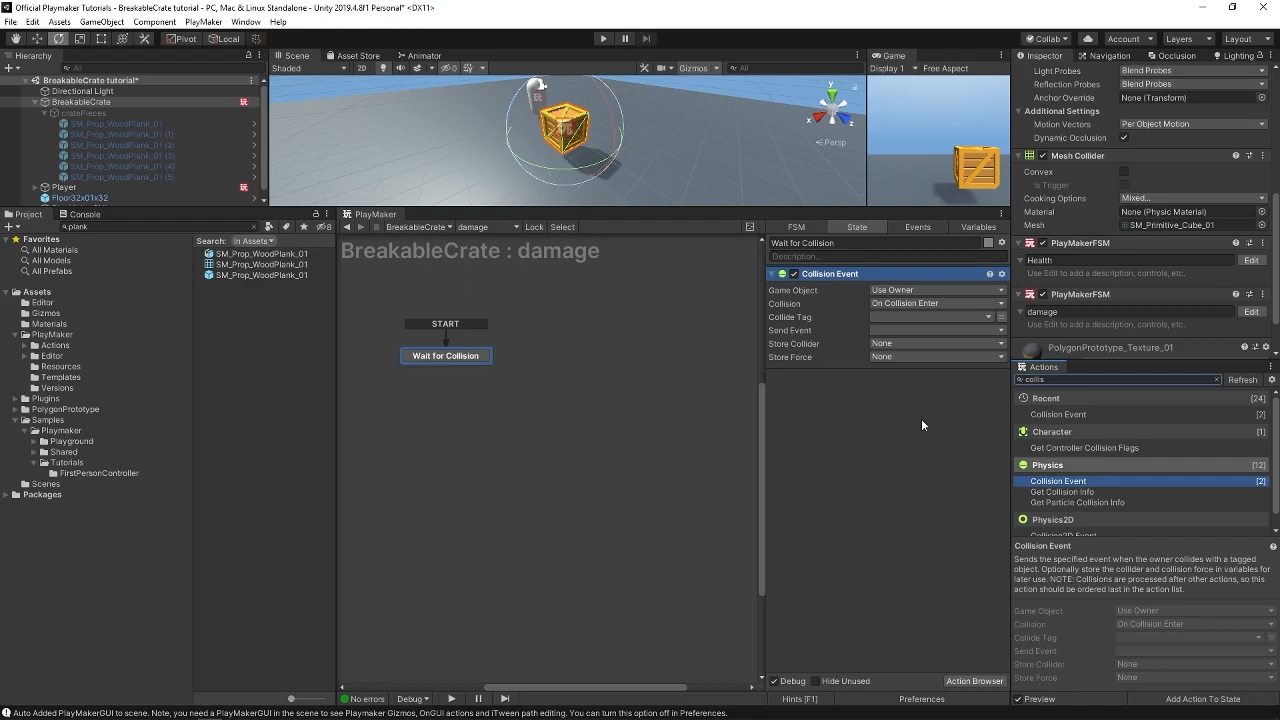 Official Playmaker Tutorials - BreakableCrate tutorial - PC, Mac & Linux Standalone - Unity 2019.4.8f1 Personal* <DX11>
File Edit Assets GameObject Component PlayMaker Window Help
Pivot Local Collab Account Layers Layout
Hierarchy
All
BreakableCrate tutorial*
Directional Light
BreakableCrate
cratePieces
SM_Prop_WoodPlank_01
SM_Prop_WoodPlank_01 (1)
SM_Prop_WoodPlank_01 (2)
SM_Prop_WoodPlank_01 (3)
SM_Prop_WoodPlank_01 (4)
SM_Prop_WoodPlank_01 (5)
Player
Floor32x01x32
Scene Asset Store Animator
Shaded 2D 0 Gizmos All
y
x
z
Persp
Game
Display 1 Free Aspect
Inspector Navigation Occlusion Lighting
Light Probes Blend Probes
Reflection Probes Blend Probes
Anchor Override None (Transform)
Additional Settings
Motion Vectors Per Object Motion
Dynamic Occlusion
Mesh Collider
Convex
Is Trigger
Cooking Options Mixed...
Material None (Physic Material)
Mesh SM_Primitive_Cube_01
PlayMakerFSM
Health Edit
Use Edit to add a description, controls, etc.
PlayMakerFSM
damage Edit
Use Edit to add a description, controls, etc.
PolygonPrototype_Texture_01
Project Console
plank 8
Favorites
All Materials
All Models
All Prefabs
Assets
Editor
Gizmos
Materials
PlayMaker
Actions
Editor
Resources
Templates
Versions
Plugins
PolygonPrototype
Samples
Playmaker
Playground
Shared
Tutorials
FirstPersonController
Scenes
Packages
Search: In Assets
SM_Prop_WoodPlank_01
SM_Prop_WoodPlank_01
SM_Prop_WoodPlank_01
PlayMaker
BreakableCrate damage Lock Select
BreakableCrate : damage
START
Wait for Collision
No errors Debug
FSM State Events Variables
Wait for Collision
Description...
Collision Event
Game Object Use Owner
Collision On Collision Enter
Collide Tag
Send Event
Store Collider None
Store Force None
Debug Hide Unused Action Browser
Hints [F1] Preferences
Actions
collis Refresh
Recent [24]
Collision Event
Character [1]
Get Controller Collision Flags
Physics [12]
Collision Event [2]
Get Collision Info
Get Particle Collision Info
Physics2D
Collision2D Event
Collision Event
Sends the specified event when the owner collides with a tagged
object. Optionally store the collider and collision force in variables for
later use. NOTE: Collisions are processed after other actions, so this
action should be ordered last in the action list.
Game Object Use Owner
Collision On Collision Enter
Collide Tag
Send Event
Store Collider None
Store Force None
Preview Add Action To State
Auto Added PlayMakerGUI to scene. Note, you need a PlayMakerGUI in the scene to see Playmaker Gizmos, OnGUI actions and iTween path editing. You can turn this option off in Preferences.